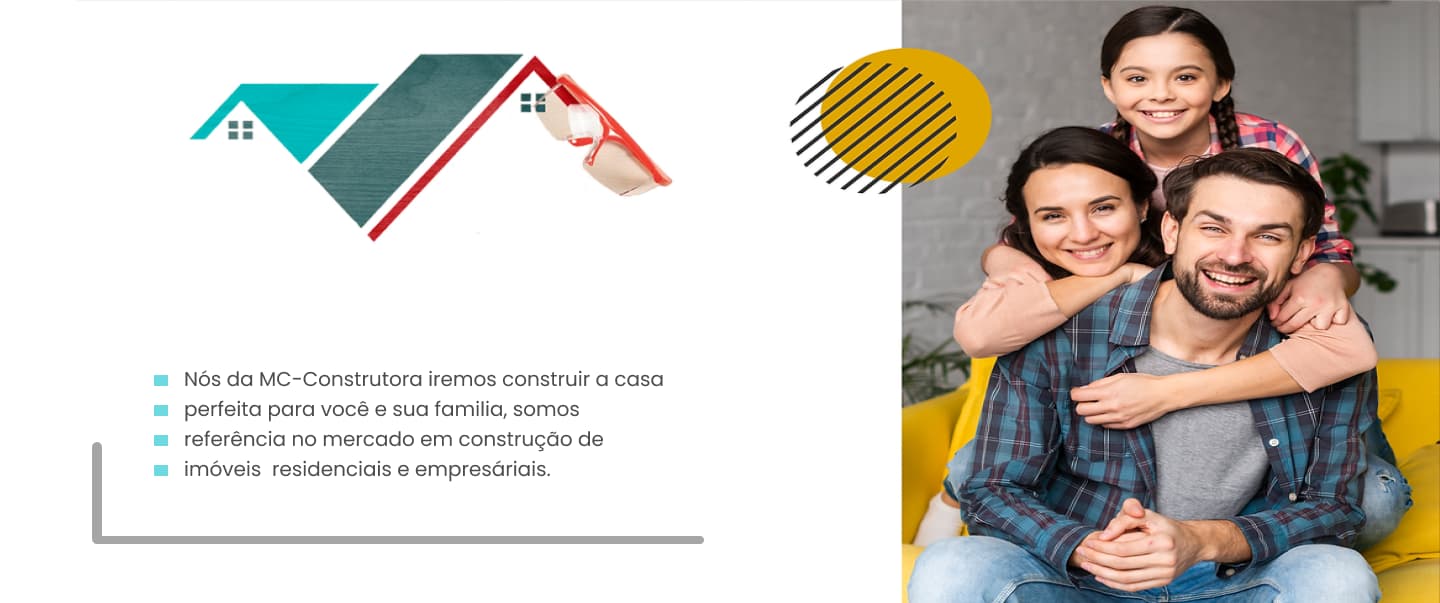 Nós da MC-Construtora iremos construir a casa
perfeita para você e sua familia, somos
referência no mercado em construção de
imóveis  residenciais e empresáriais.